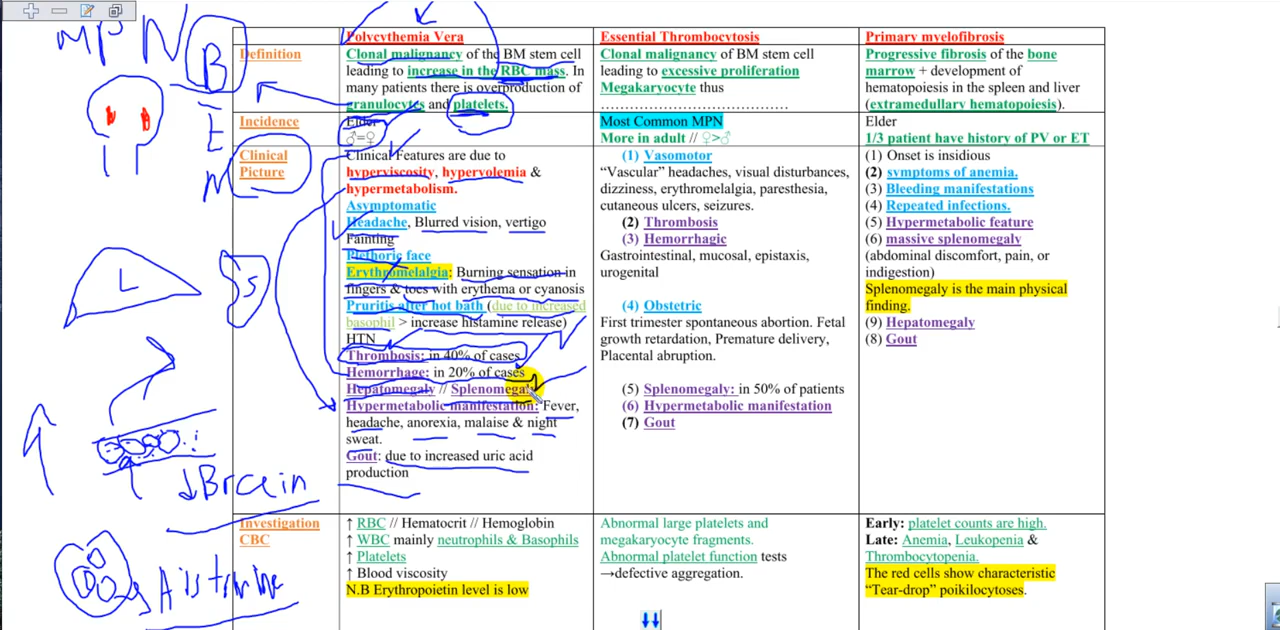 MPN
B
E
N
L
S
↓Brain
Histamine
Polycythemia Vera
Essential Thrombocytosis
Primary myelofibrosis
Definition
Clonal malignancy of the BM stem cell
leading to increase in the RBC mass. In
many patients there is overproduction of
granulocytes and platelets.
Clonal malignancy of BM stem cell
leading to excessive proliferation
Megakaryocyte thus
..........................................
Progressive fibrosis of the bone
marrow + development of
hematopoiesis in the spleen and liver
(extramedullary hematopoiesis).
Incidence
Elder
♂=♀
Most Common MPN
More in adult // ♀>♂
Elder
1/3 patient have history of PV or ET
Clinical
Picture
Clinical Features are due to
hyperviscosity, hypervolemia &
hypermetabolism.
Asymptomatic
Headache, Blurred vision, vertigo
Fainting
Plethoric face
Erythromelalgia: Burning sensation in
fingers & toes with erythema or cyanosis
Pruritis after hot bath (due to increased
basophil > increase histamine release)
HTN
Thrombosis: in 40% of cases
Hemorrhage: in 20% of cases
Hepatomegaly // Splenomegaly
Hypermetabolic manifestation: Fever,
headache, anorexia, malaise & night
sweat.
Gout: due to increased uric acid
production
(1) Vasomotor
“Vascular” headaches, visual disturbances,
dizziness, erythromelalgia, paresthesia,
cutaneous ulcers, seizures.
(2) Thrombosis
(3) Hemorrhagic
Gastrointestinal, mucosal, epistaxis,
urogenital
(4) Obstetric
First trimester spontaneous abortion. Fetal
growth retardation, Premature delivery,
Placental abruption.
(5) Splenomegaly: in 50% of patients
(6) Hypermetabolic manifestation
(7) Gout
(1) Onset is insidious
(2) symptoms of anemia.
(3) Bleeding manifestations
(4) Repeated infections.
(5) Hypermetabolic feature
(6) massive splenomegaly
(abdominal discomfort, pain, or
indigestion)
Splenomegaly is the main physical
finding.
(9) Hepatomegaly
(8) Gout
Investigation
CBC
↑ RBC // Hematocrit // Hemoglobin
↑ WBC mainly neutrophils & Basophils
↑ Platelets
↑ Blood viscosity
N.B Erythropoietin level is low
Abnormal large platelets and
megakaryocyte fragments.
Abnormal platelet function tests
→defective aggregation.
Early: platelet counts are high.
Late: Anemia, Leukopenia &
Thrombocytopenia.
The red cells show characteristic
“Tear-drop” poikilocytoses.